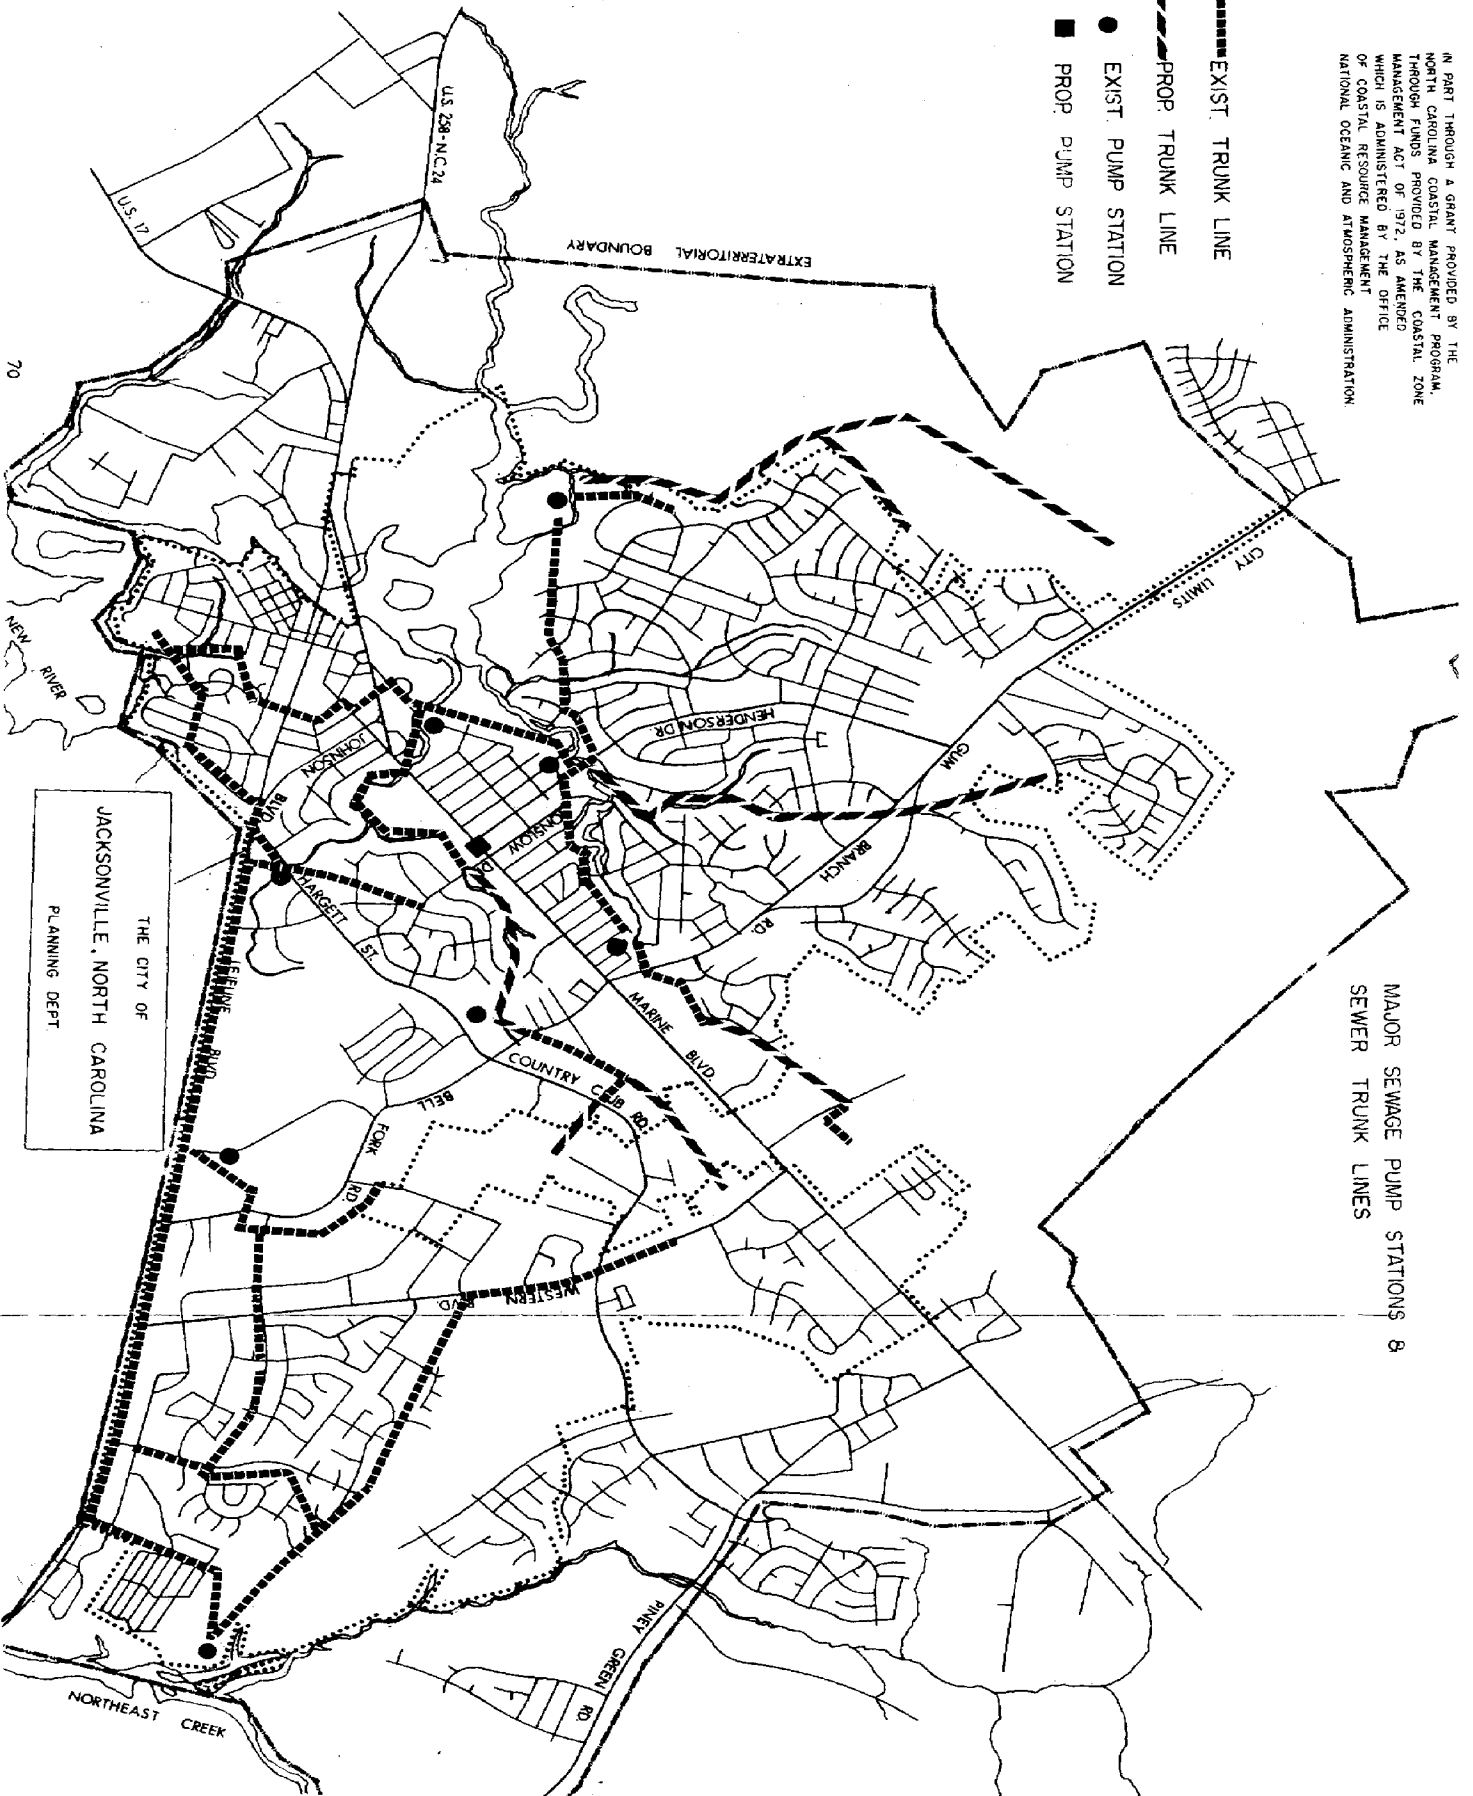 MAJOR SEWAGE PUMP STATIONS &
SEWER TRUNK LINES
IN PART THROUGH A GRANT PROVIDED BY THE
NORTH CAROLINA COASTAL MANAGEMENT PROGRAM,
THROUGH FUNDS PROVIDED BY THE COASTAL ZONE
MANAGEMENT ACT OF 1972, AS AMENDED
WHICH IS ADMINISTERED BY THE OFFICE
OF COASTAL RESOURCE MANAGEMENT
NATIONAL OCEANIC AND ATMOSPHERIC ADMINISTRATION
EXIST. TRUNK LINE
PROP. TRUNK LINE
EXIST. PUMP STATION
PROP. PUMP STATION
EXTRATERRITORIAL BOUNDARY
CITY LIMITS
U.S. 258-N.C. 24
U.S. 17
HENDERSON DR.
GUM
BRANCH
RD.
JOHNSON
BLVD
ONSLOW
DR
HARGETT
ST.
MARINE
BLVD.
COUNTRY CLUB RD.
BELL
FORK
RD.
LEJEUNE
BLVD
WESTERN
BLVD.
PINEY
GREEN
RD.
NEW
RIVER
NORTHEAST CREEK
THE CITY OF
JACKSONVILLE, NORTH CAROLINA
PLANNING DEPT.
70